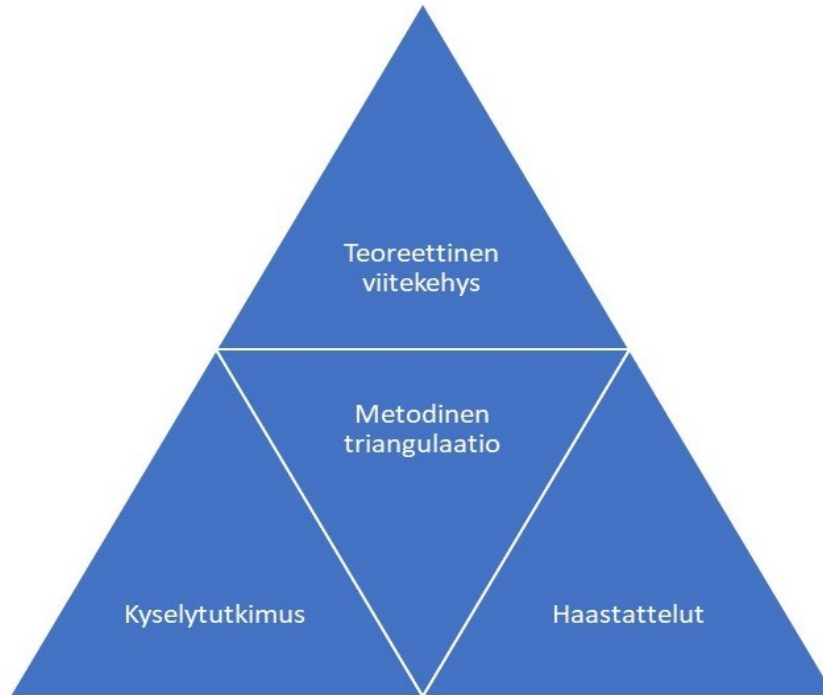 Teoreettinen
viitekehys
Metodinen
triangulaatio
Kyselytutkimus
Haastattelut